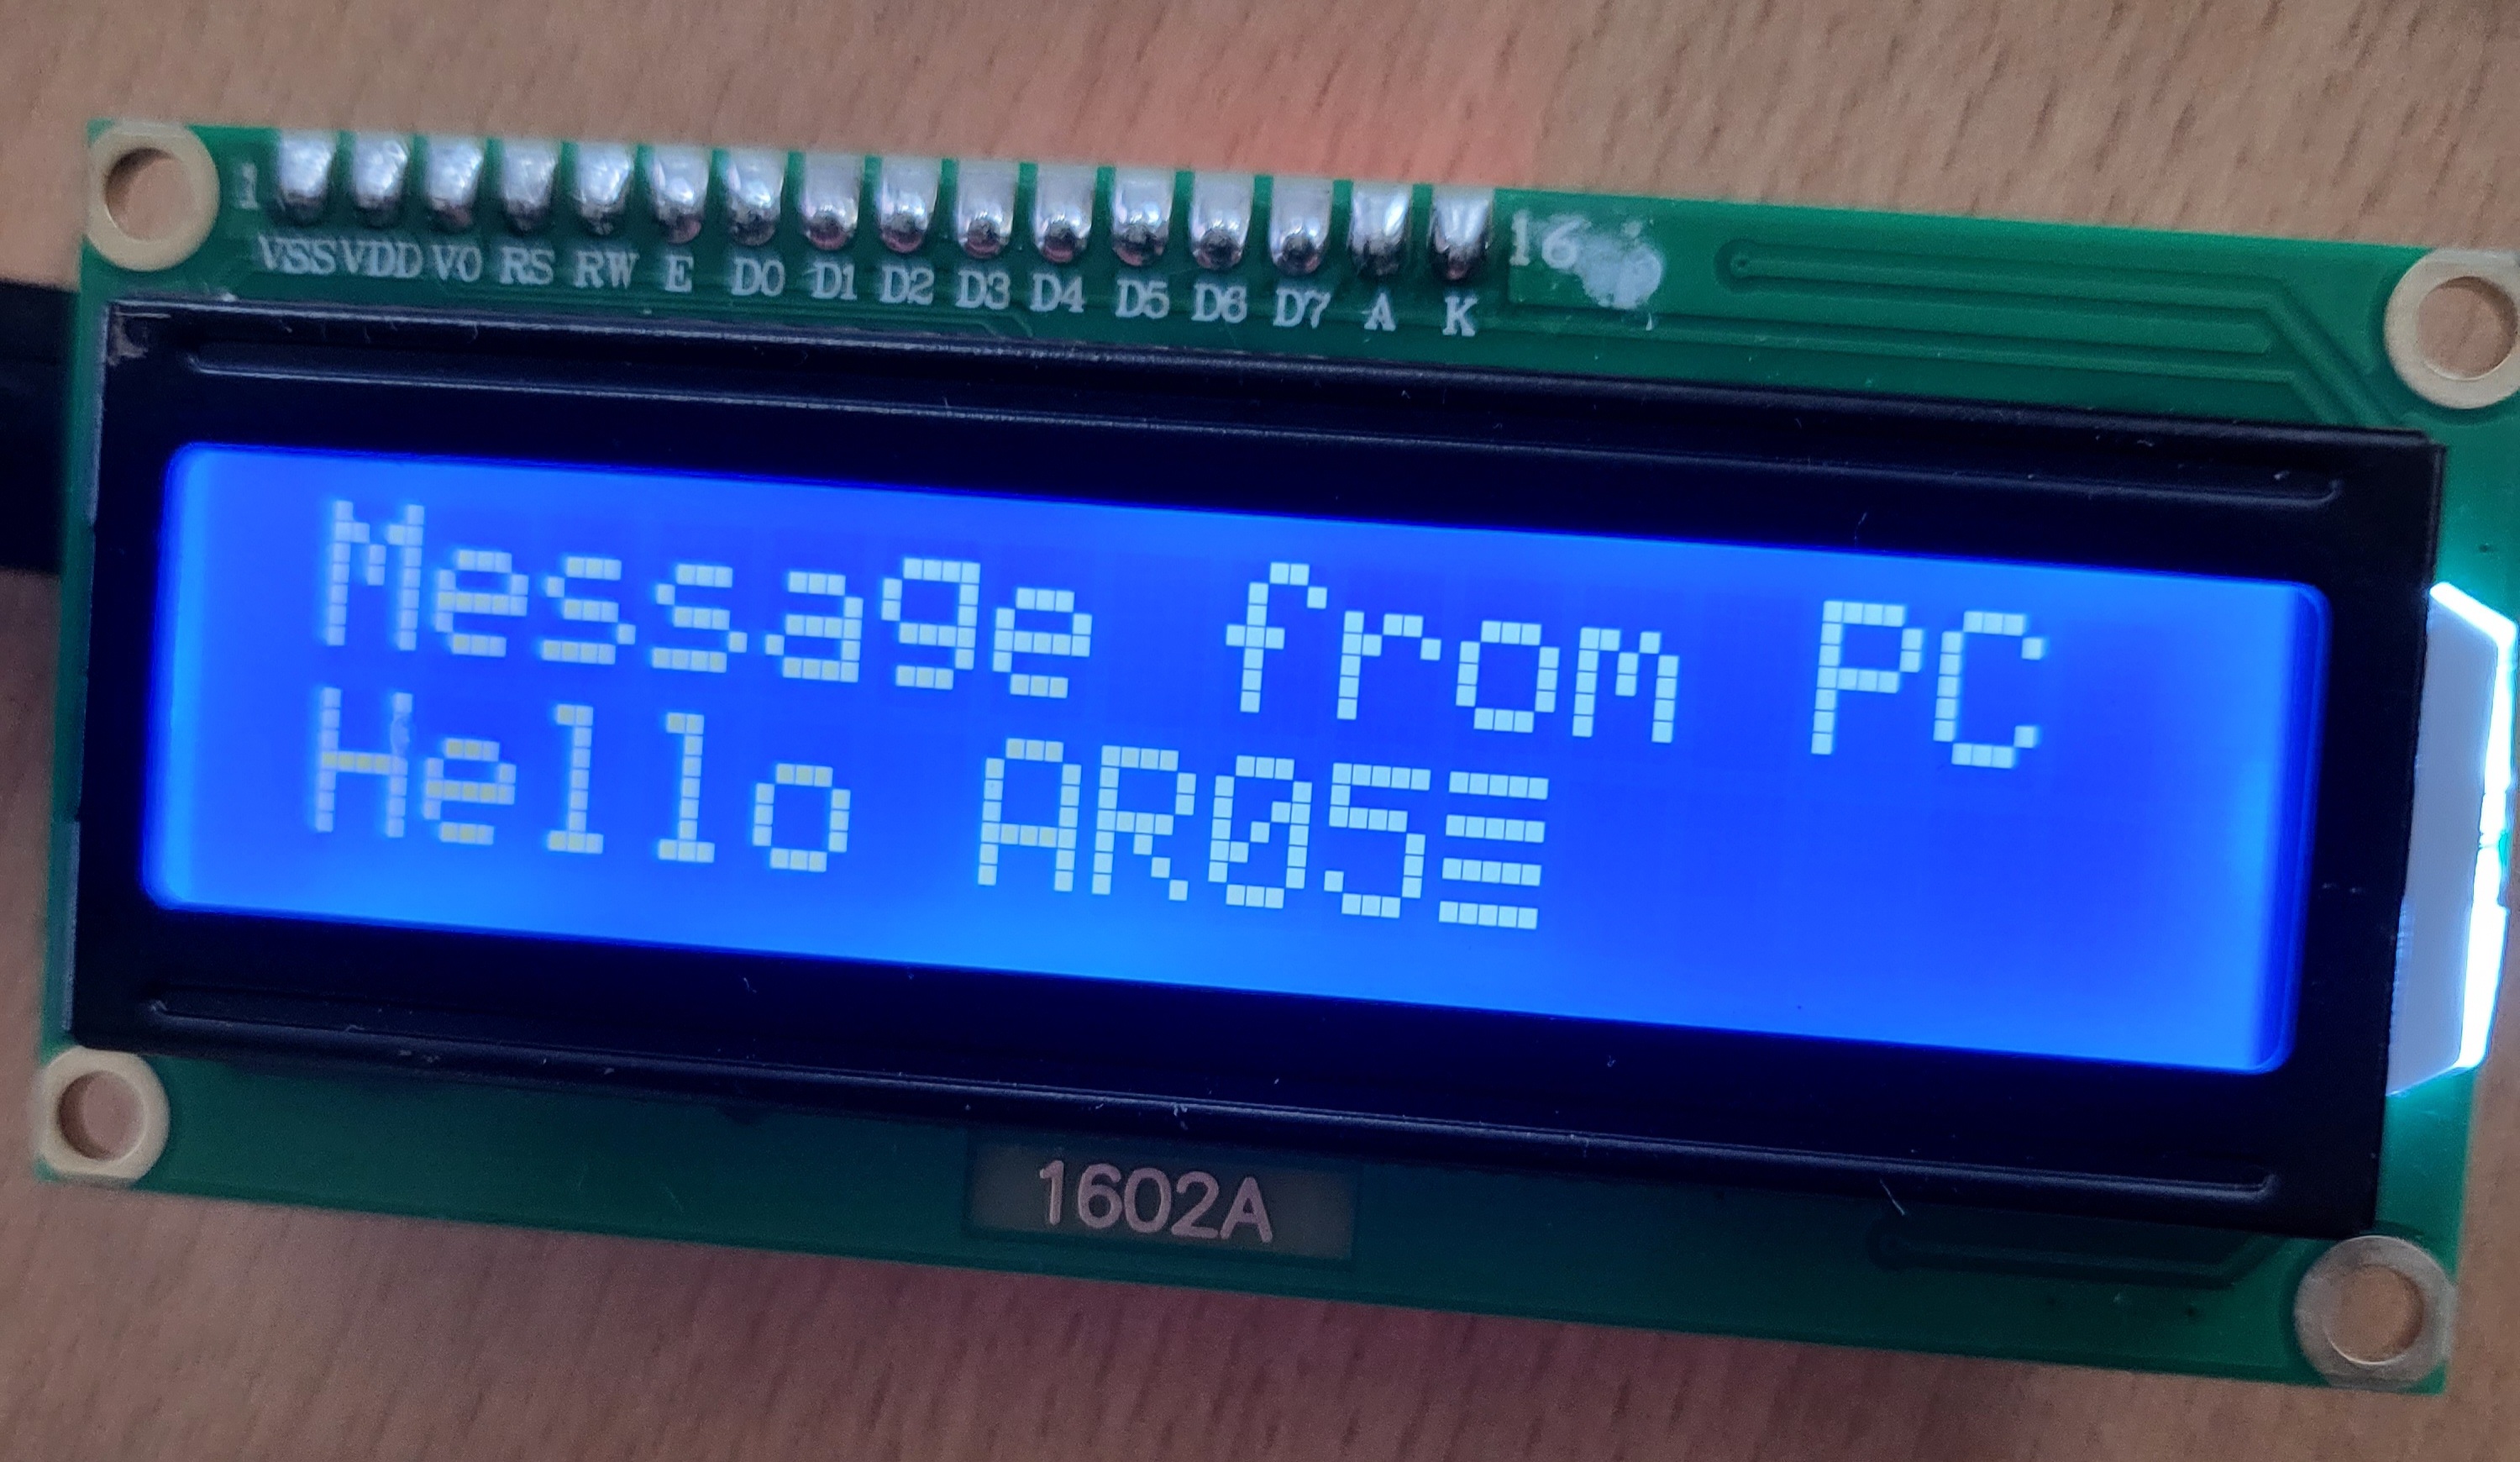 1 16
VSS VDD V0 RS RW E D0 D1 D2 D3 D4 D5 D6 D7 A K
Message from PC
Hello AR05≡
1602A